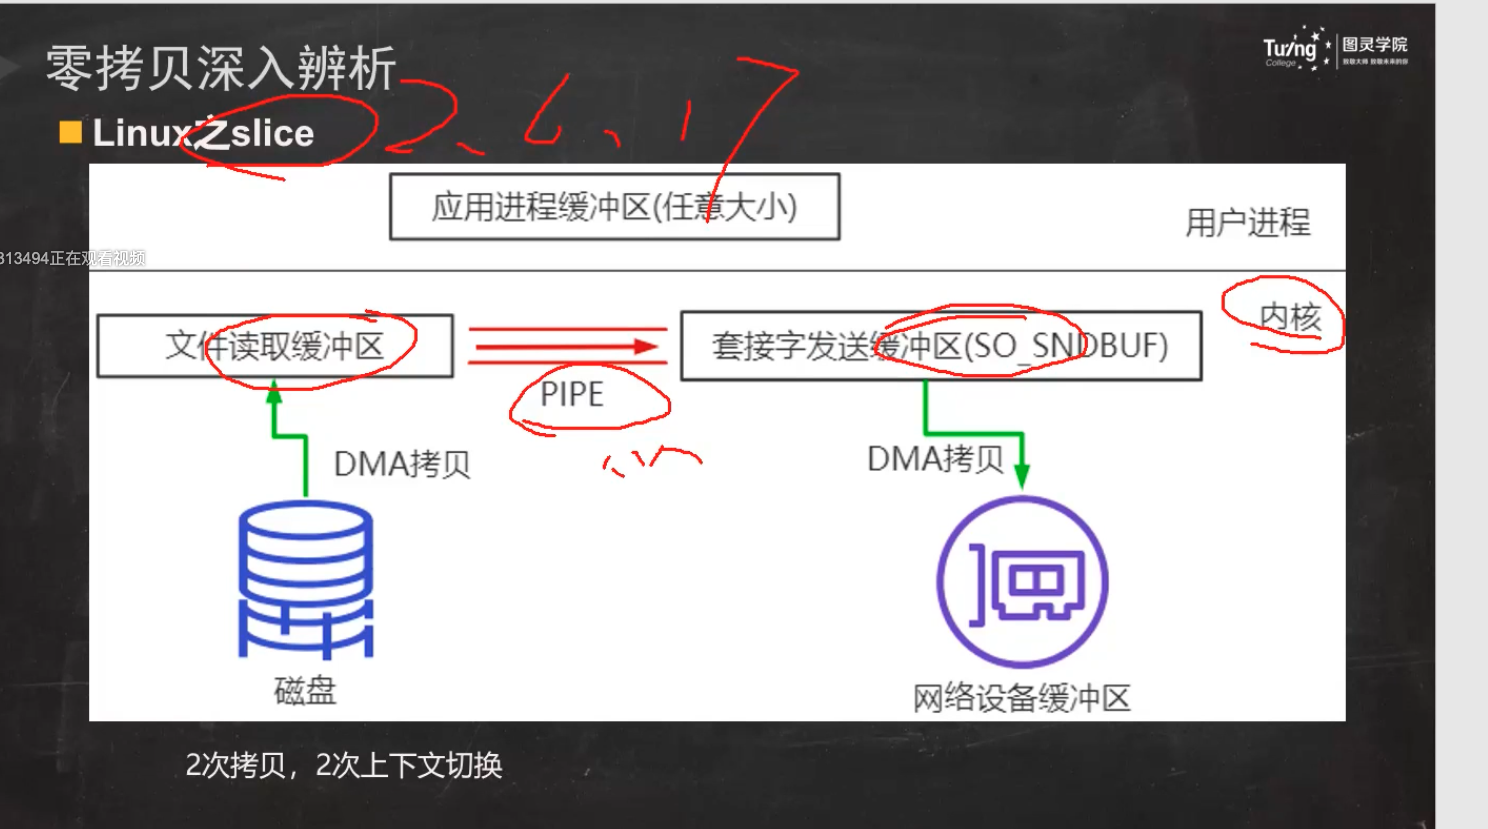 零拷贝深入辨析
Turing
College
图灵学院
Linux之slice
2、6、17
应用进程缓冲区(任意大小)
用户进程
313494正在观看视频
内核
文件读取缓冲区
套接字发送缓冲区(SO_SNDBUF)
PIPE
DMA拷贝
DMA拷贝
磁盘
网络设备缓冲区
2次拷贝，2次上下文切换